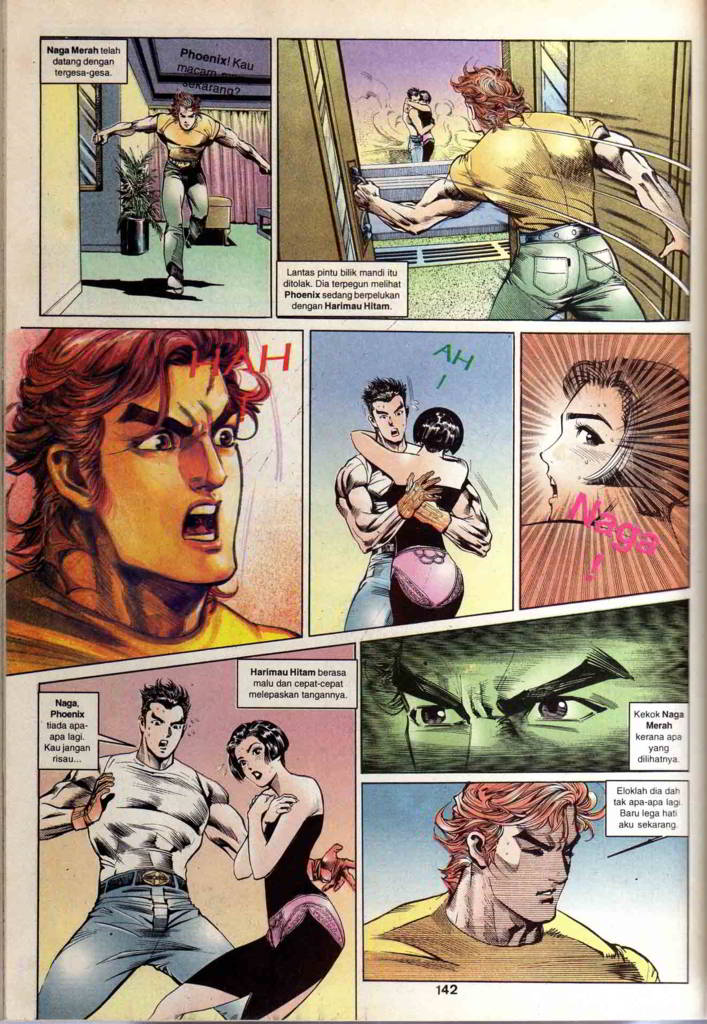 Naga Merah telah
datang dengan
tergesa-gesa.
Phoenix! Kau
macam
sekarang?
Lantas pintu bilik mandi itu
ditolak. Dia terpegun melihat
Phoenix sedang berpelukan
dengan Harimau Hitam.
HAH
!
AH
!
Naga
!
Naga,
Phoenix
tiada apa-
apa lagi.
Kau jangan
risau...
Harimau Hitam berasa
malu dan cepat-cepat
melepaskan tangannya.
Kekok Naga
Merah
kerana apa
yang
dilihatnya.
Eloklah dia dah
tak apa-apa lagi.
Baru lega hati
aku sekarang.
142